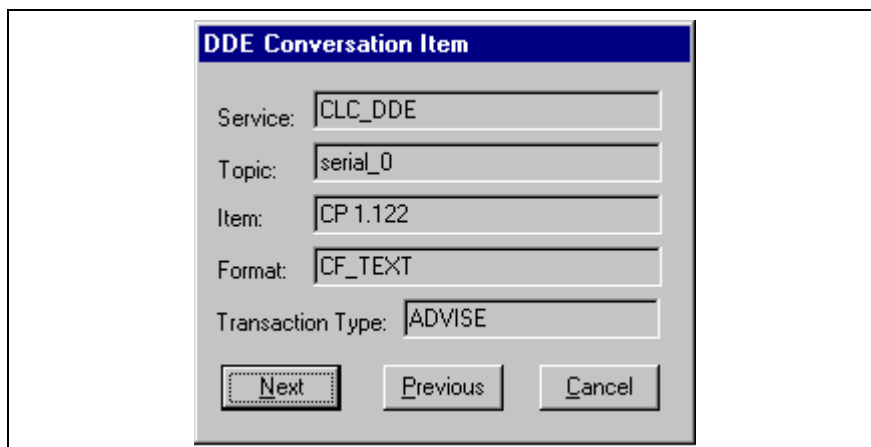 DDE Conversation Item
Service: CLC_DDE
Topic: serial_0
Item: CP 1.122
Format: CF_TEXT
Transaction Type: ADVISE
Next Previous Cancel